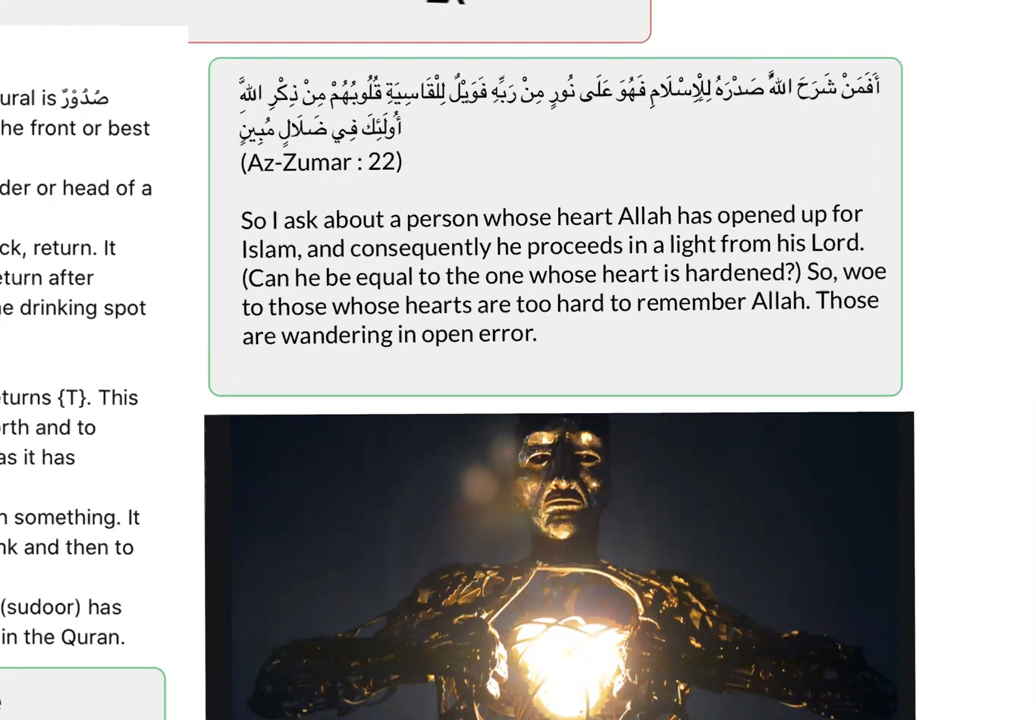 ural is صُدُوْرٌ
he front or best
der or head of a
ck, return. It
eturn after
e drinking spot
turns {T}. This
rth and to
as it has
n something. It
nk and then to
(sudoor) has
in the Quran.
أَفَمَنْ شَرَحَ اللَّهُ صَدْرَهُ لِلْإِسْلَامِ فَهُوَ عَلَى نُورٍ مِنْ رَبِّهِ فَوَيْلٌ لِلْقَاسِيَةِ قُلُوبُهُمْ مِنْ ذِكْرِ اللَّهِ
أُولَئِكَ فِي ضَلَالٍ مُبِينٍ
(Az-Zumar : 22)
So I ask about a person whose heart Allah has opened up for
Islam, and consequently he proceeds in a light from his Lord.
(Can he be equal to the one whose heart is hardened?) So, woe
to those whose hearts are too hard to remember Allah. Those
are wandering in open error.